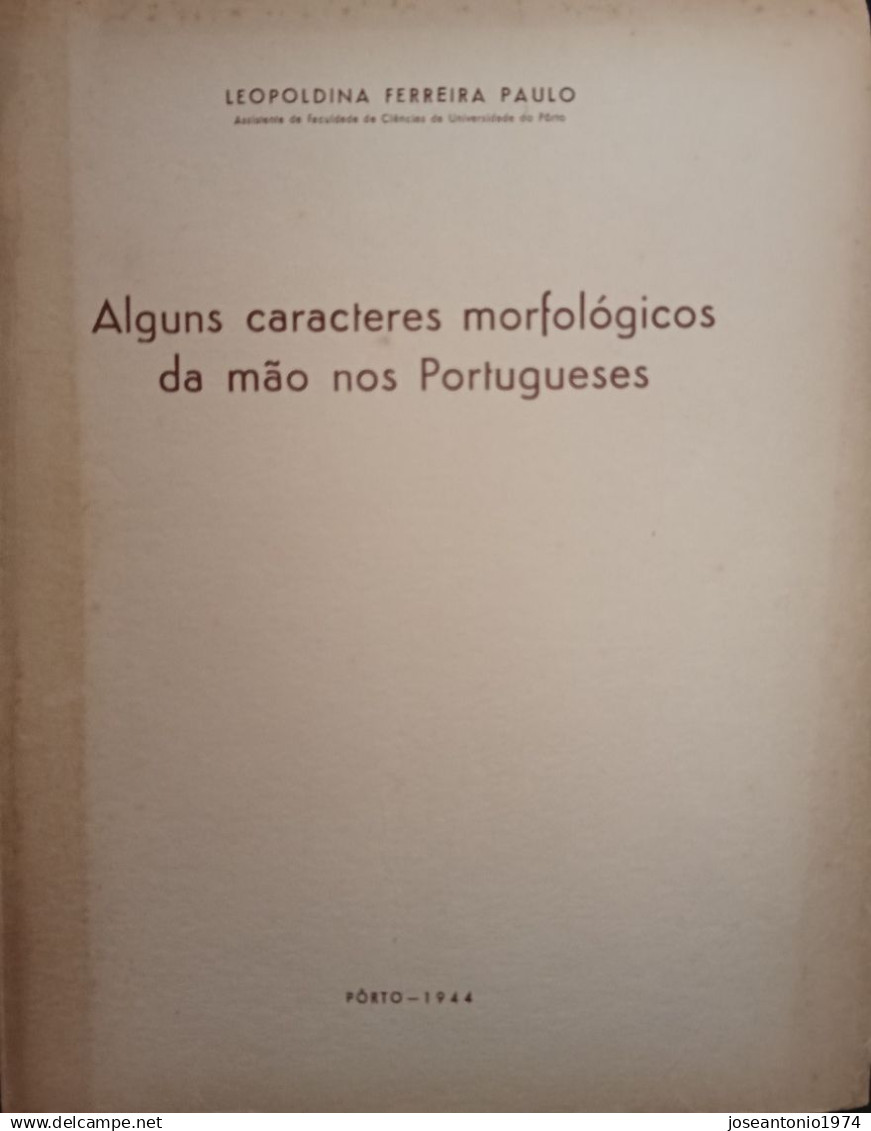 LEOPOLDINA FERREIRA PAULO
Assistente da Faculdade de Ciências da Universidade do Pôrto
Alguns caracteres morfológicos
da mão nos Portugueses
PÔRTO — 1944
www.delcampe.net
joseantonio1974